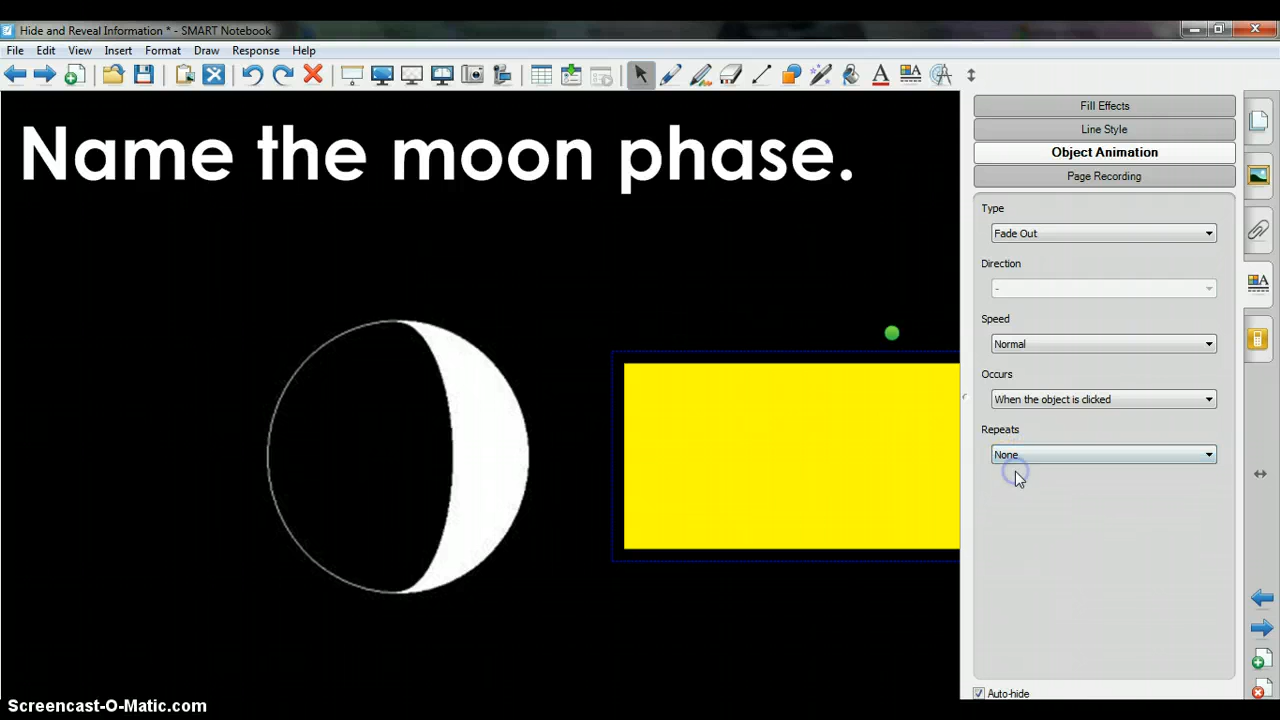 Hide and Reveal Information * - SMART Notebook
File Edit View Insert Format Draw Response Help
Name the moon phase.
Fill Effects
Line Style
Object Animation
Page Recording
Type
Fade Out
Direction
-
Speed
Normal
Occurs
When the object is clicked
Repeats
None
Auto-hide
Screencast-O-Matic.com